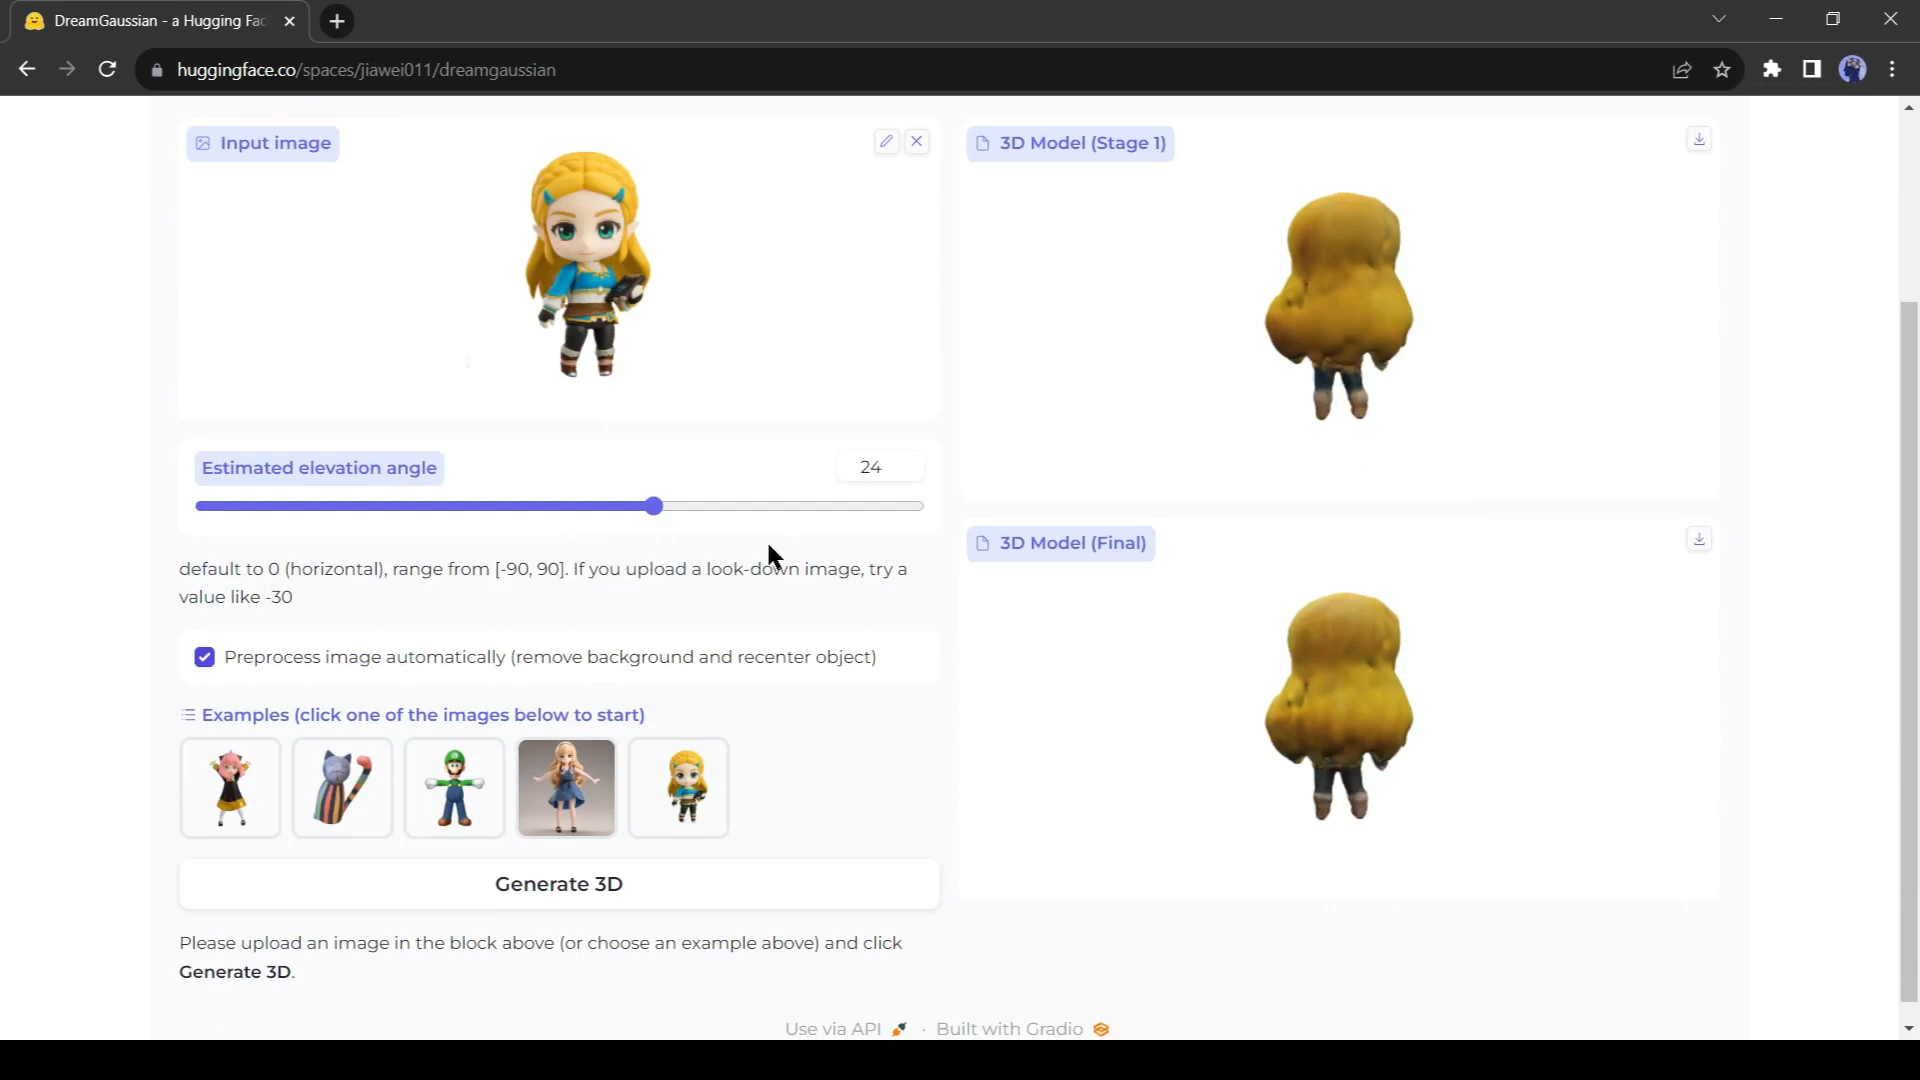 DreamGaussian - a Hugging Fac
huggingface.co/spaces/jiawei011/dreamgaussian
Input image
3D Model (Stage 1)
Estimated elevation angle
24
default to 0 (horizontal), range from [-90, 90]. If you upload a look-down image, try a
value like -30
3D Model (Final)
Preprocess image automatically (remove background and recenter object)
Examples (click one of the images below to start)
Generate 3D
Please upload an image in the block above (or choose an example above) and click
Generate 3D.
Use via API · Built with Gradio